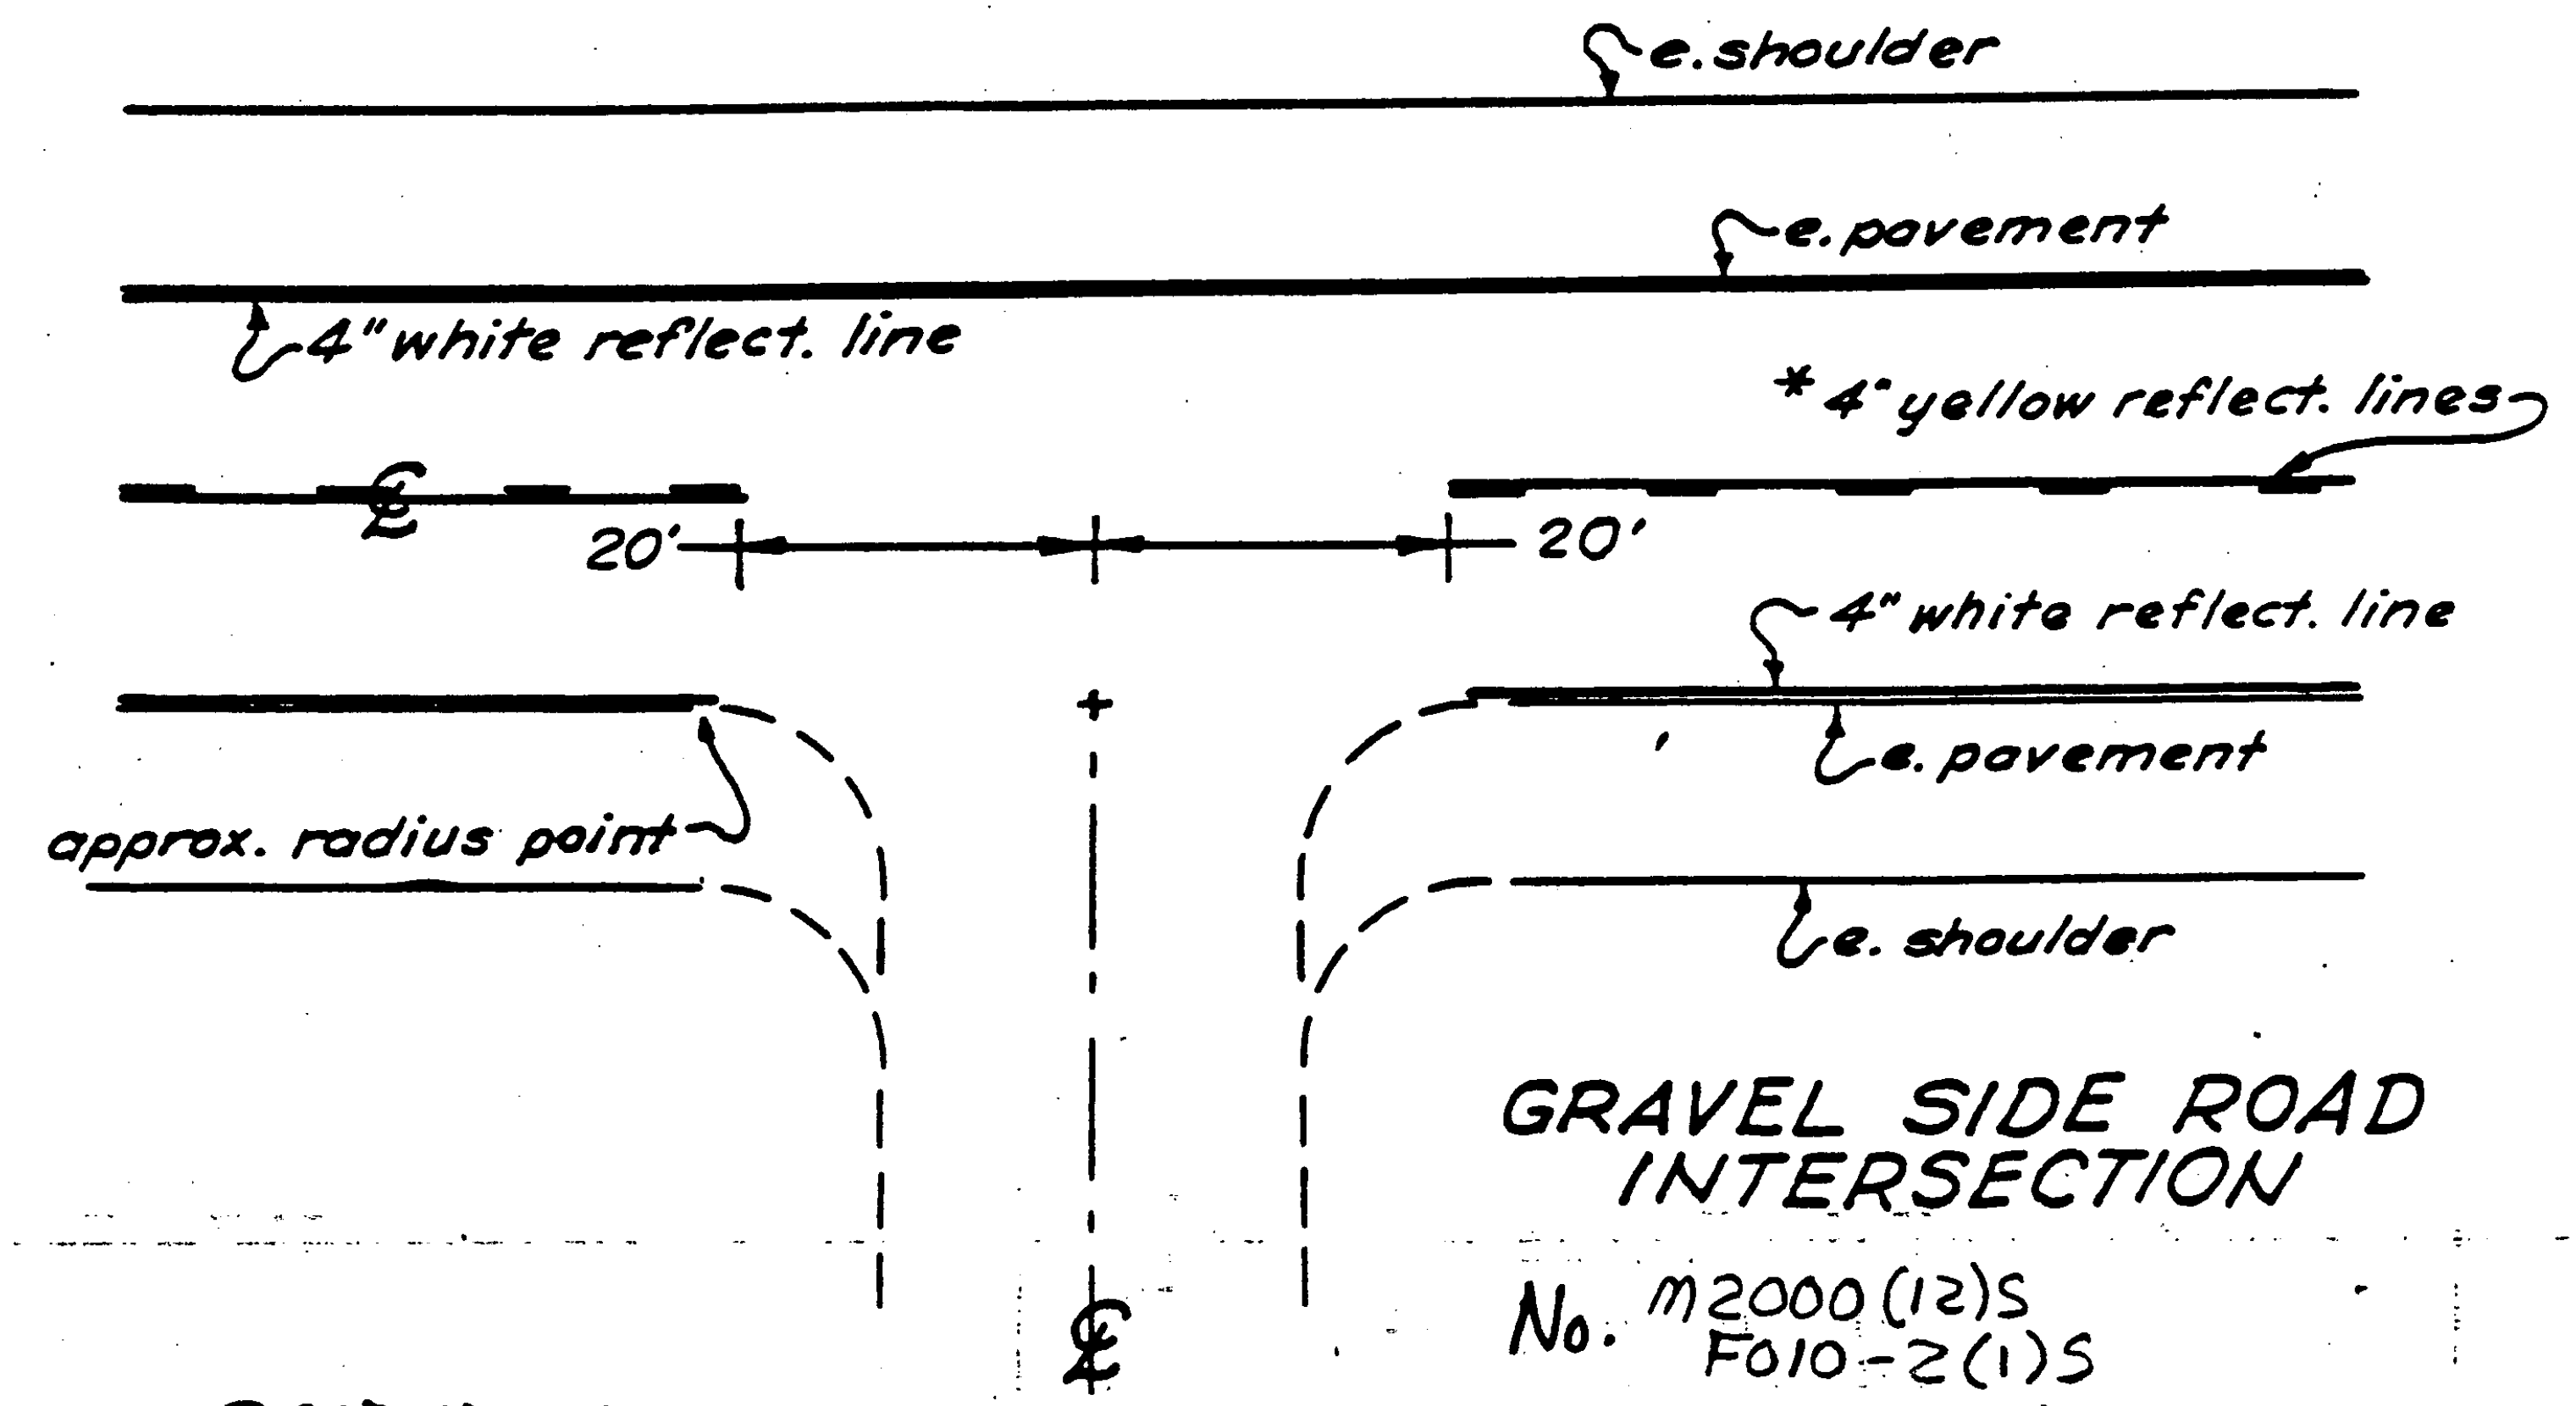 e. shoulder
e. pavement
4" white reflect. line
* 4" yellow reflect. lines
℄
20' 20'
4" white reflect. line
e. pavement
approx. radius point
e. shoulder
GRAVEL SIDE ROAD
INTERSECTION
No. M2000(12)S
F010-2(1)S
℄